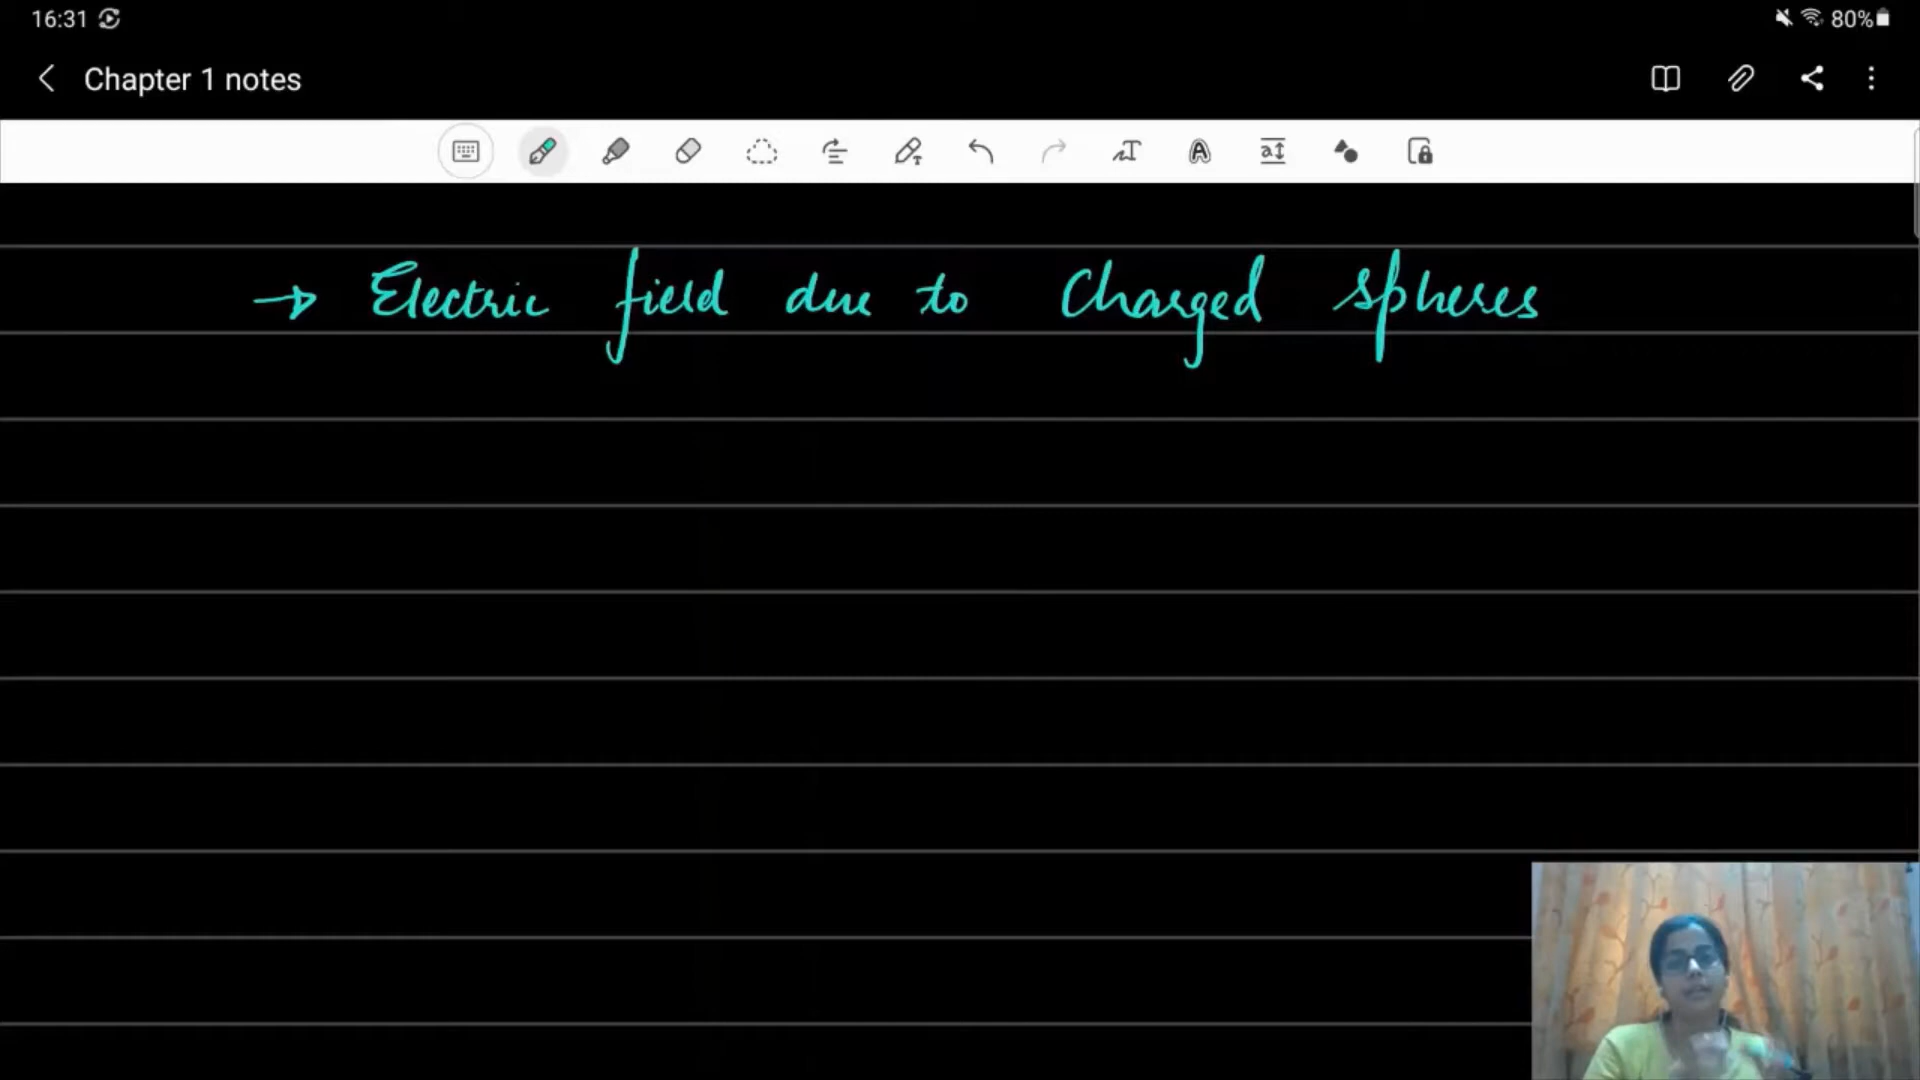 16:31 80%
Chapter 1 notes
→ Electric field due to Charged spheres